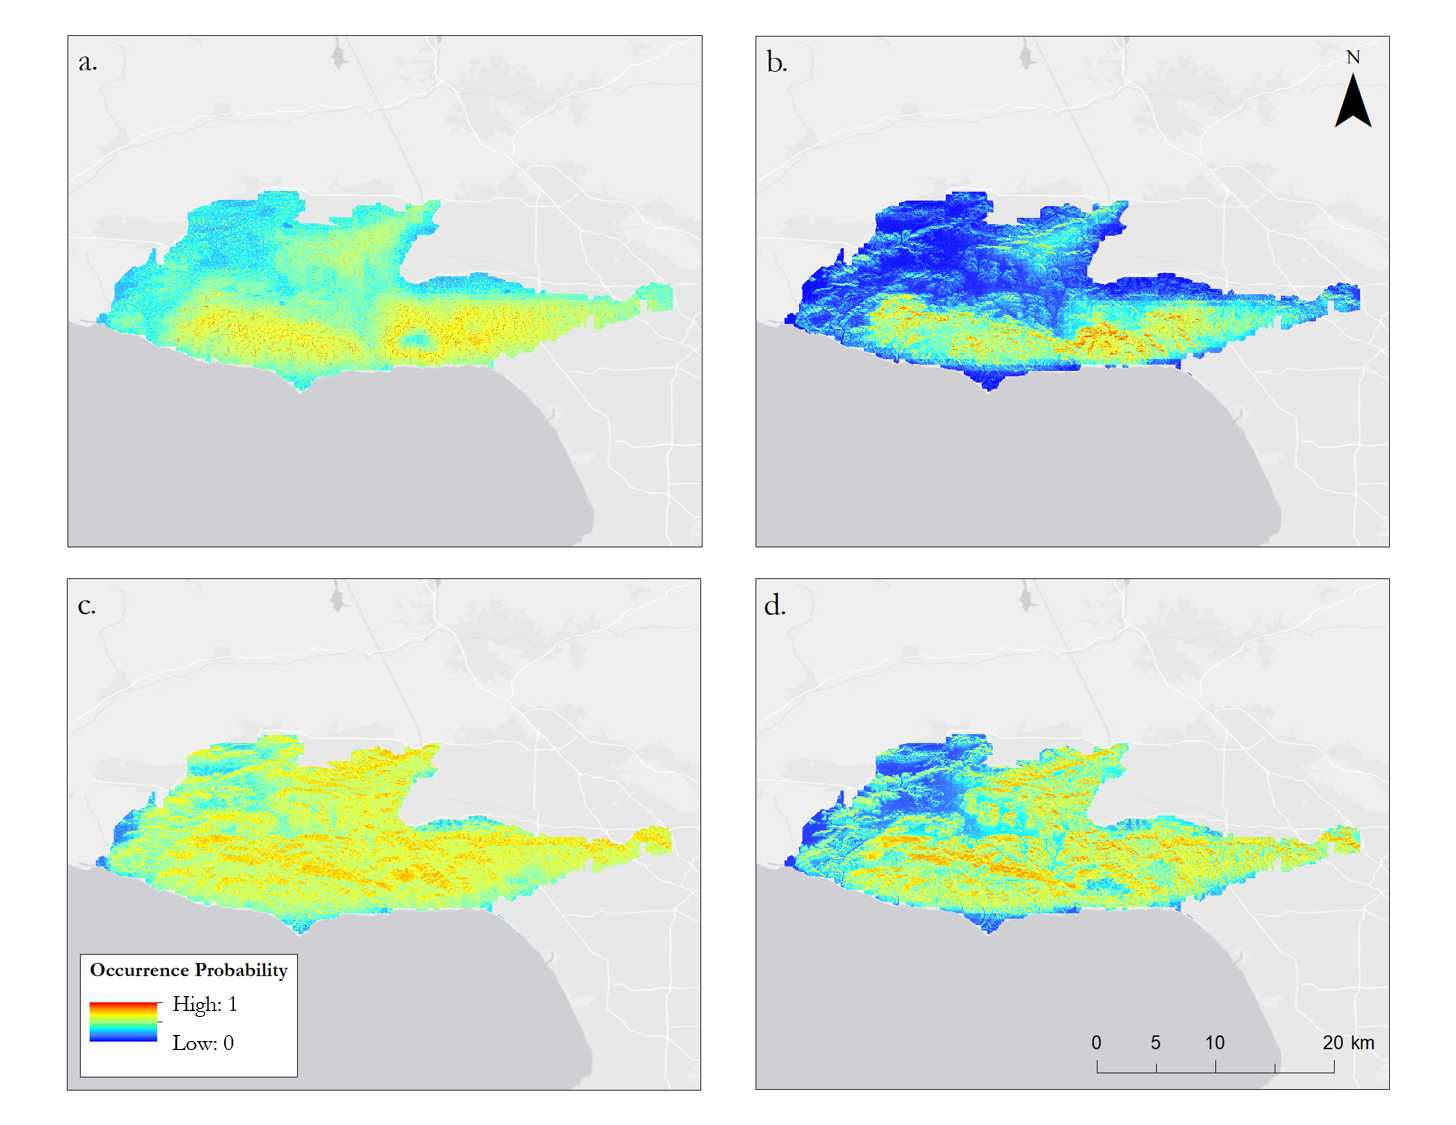 a.
b.
N
c.
d.
Occurrence Probability
High: 1
Low: 0
0 5 10 20 km